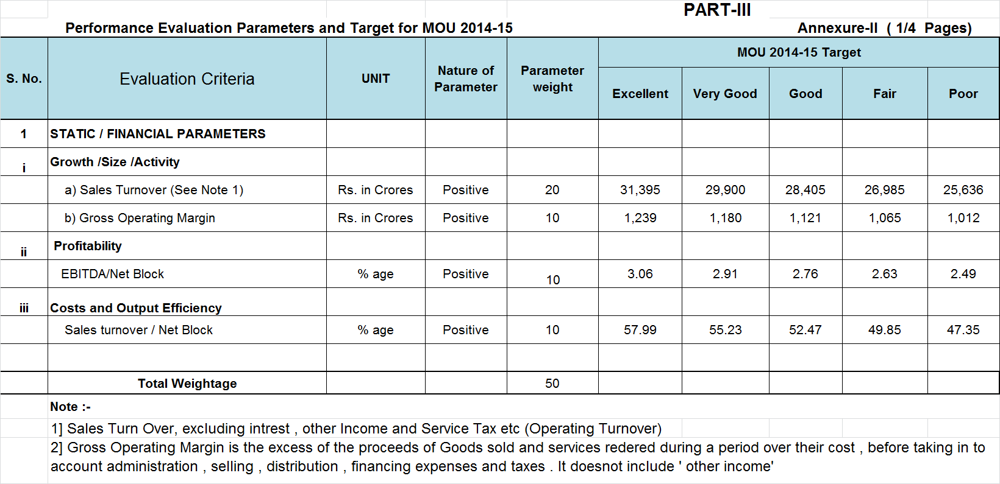 PART-III
Performance Evaluation Parameters and Target for MOU 2014-15 Annexure-II ( 1/4 Pages)
S. No. Evaluation Criteria UNIT Nature of Parameter Parameter weight MOU 2014-15 Target
Excellent Very Good Good Fair Poor
1 STATIC / FINANCIAL PARAMETERS
i Growth /Size /Activity
a) Sales Turnover (See Note 1) Rs. in Crores Positive 20 31,395 29,900 28,405 26,985 25,636
b) Gross Operating Margin Rs. in Crores Positive 10 1,239 1,180 1,121 1,065 1,012
ii Profitability
EBITDA/Net Block % age Positive 10 3.06 2.91 2.76 2.63 2.49
iii Costs and Output Efficiency
Sales turnover / Net Block % age Positive 10 57.99 55.23 52.47 49.85 47.35
Total Weightage 50
Note :-
1] Sales Turn Over, excluding intrest , other Income and Service Tax etc (Operating Turnover)
2] Gross Operating Margin is the excess of the proceeds of Goods sold and services redered during a period over their cost , before taking in to
account administration , selling , distribution , financing expenses and taxes . It doesnot include ' other income'